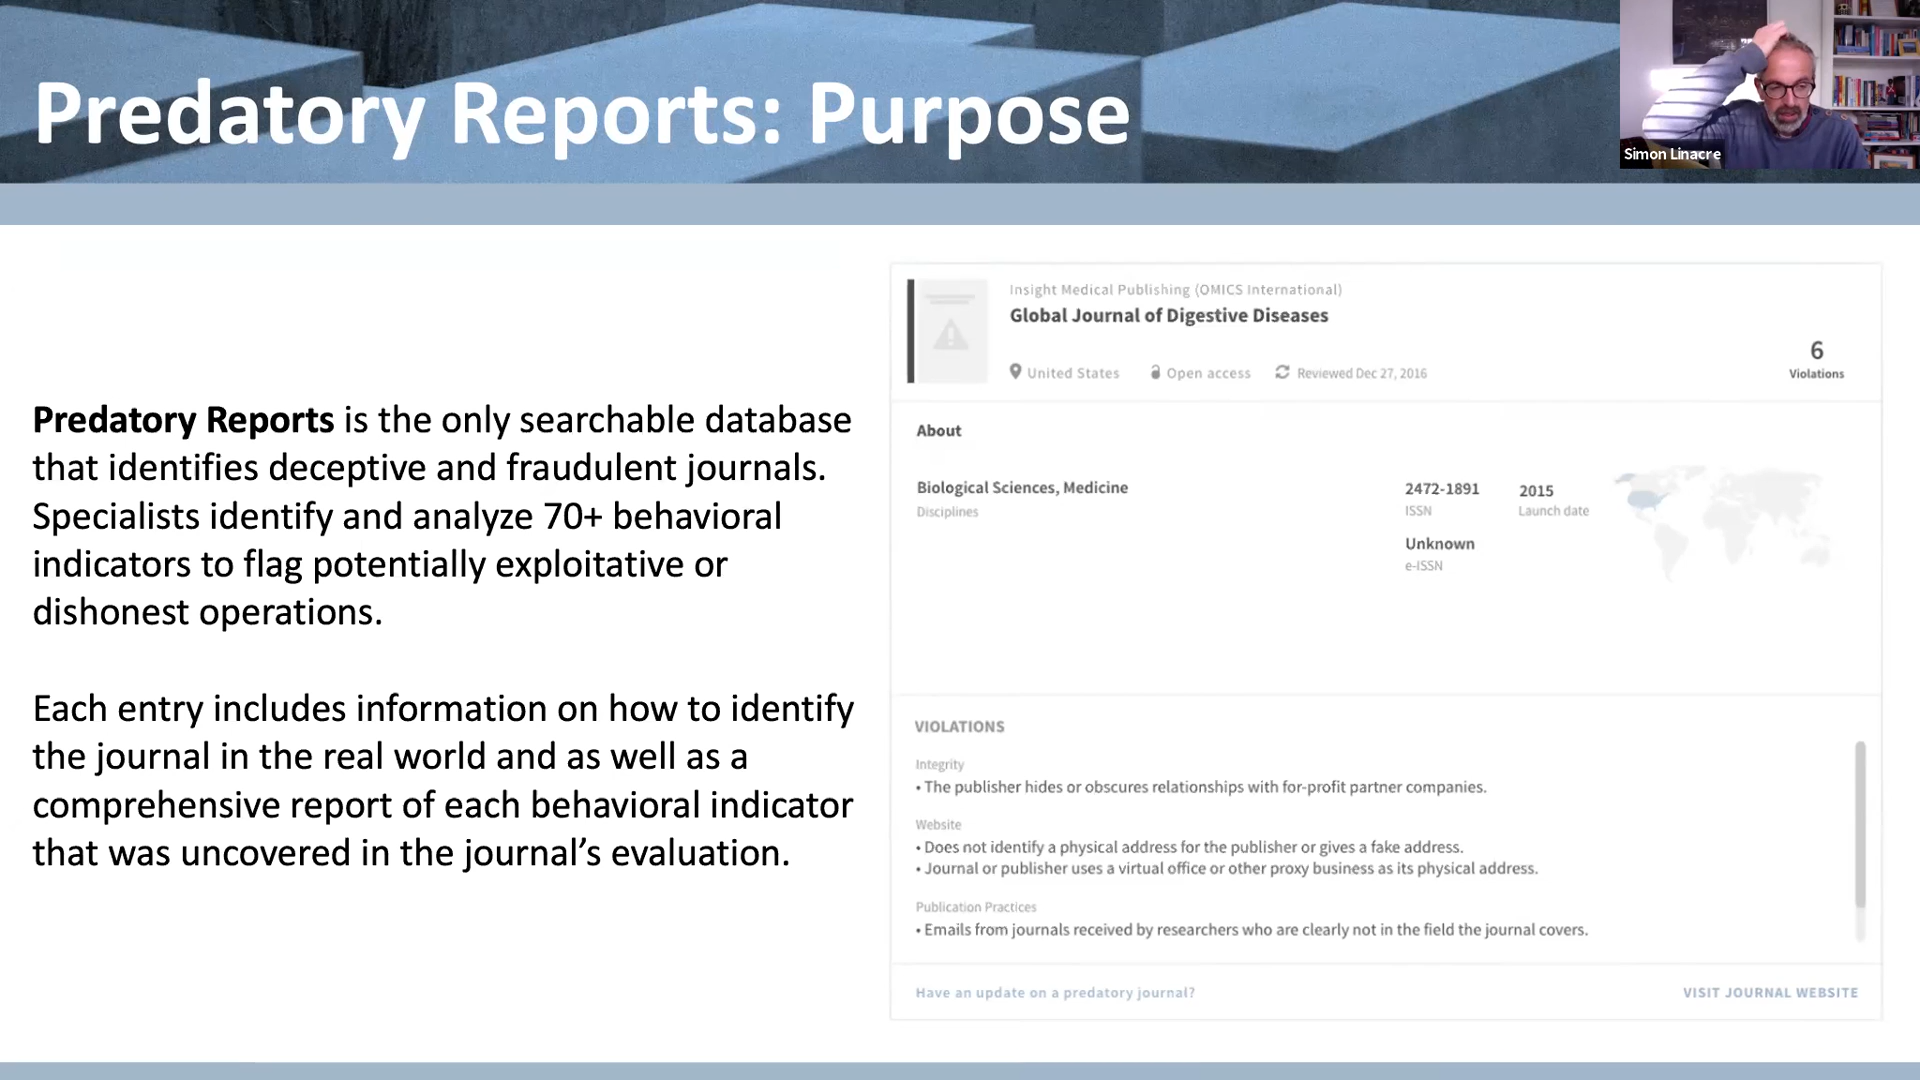 Predatory Reports: Purpose
Simon Linacre
Predatory Reports is the only searchable database
that identifies deceptive and fraudulent journals.
Specialists identify and analyze 70+ behavioral
indicators to flag potentially exploitative or
dishonest operations.
Each entry includes information on how to identify
the journal in the real world and as well as a
comprehensive report of each behavioral indicator
that was uncovered in the journal’s evaluation.
Insight Medical Publishing (OMICS International)
Global Journal of Digestive Diseases
United States Open access Reviewed Dec 27, 2016
6
Violations
About
Biological Sciences, Medicine
Disciplines
2472-1891
ISSN
2015
Launch date
Unknown
e-ISSN
VIOLATIONS
Integrity
• The publisher hides or obscures relationships with for-profit partner companies.
Website
• Does not identify a physical address for the publisher or gives a fake address.
• Journal or publisher uses a virtual office or other proxy business as its physical address.
Publication Practices
• Emails from journals received by researchers who are clearly not in the field the journal covers.
Have an update on a predatory journal?
VISIT JOURNAL WEBSITE